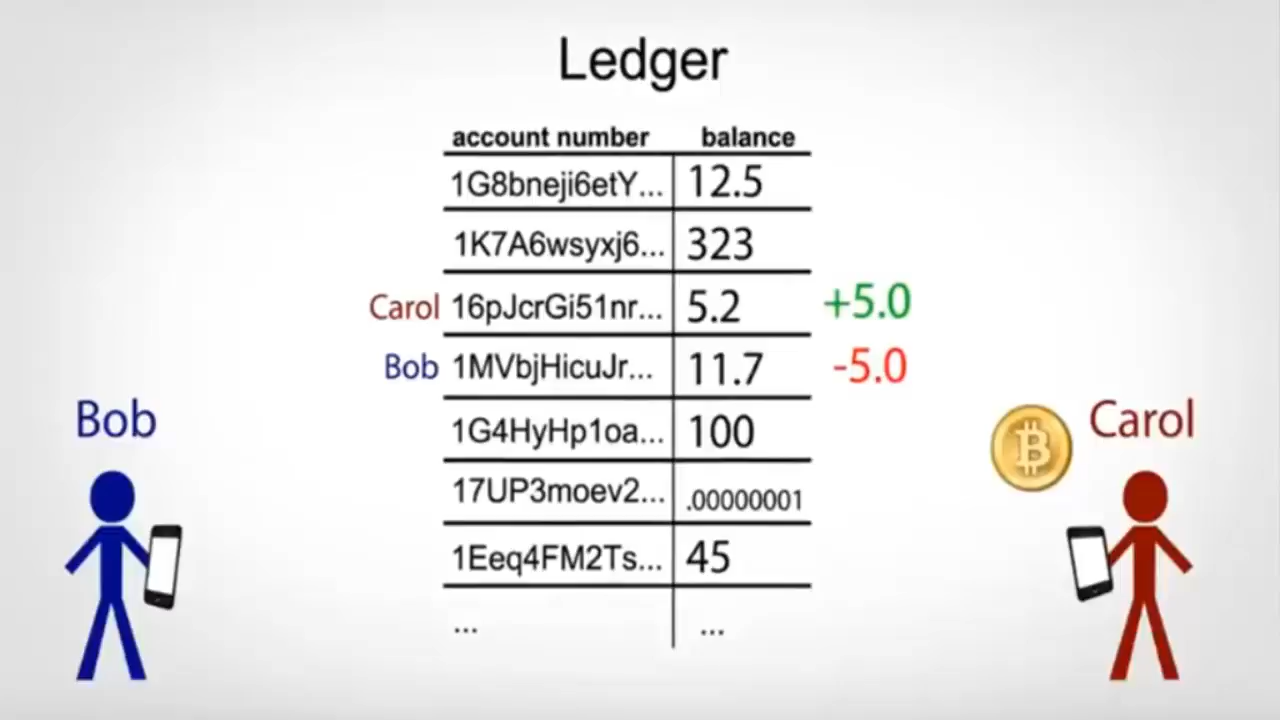 Ledger
account number balance
1G8bneji6etY... 12.5
1K7A6wsyxj6... 323
Carol 16pJcrGi51nr... 5.2 +5.0
Bob 1MVbjHicuJr... 11.7 -5.0
Bob
Carol
1G4HyHp1oa... 100
17UP3moev2... .00000001
1Eeq4FM2Ts... 45
... ...